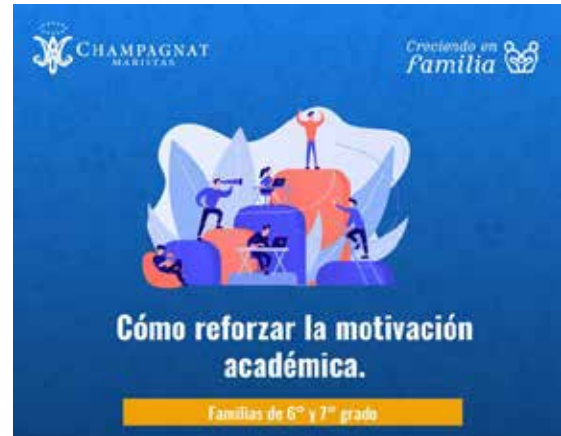 CHAMPAGNAT
MARISTAS
Creciendo en
Familia
Cómo reforzar la motivación
académica.
Familias de 6° y 7° grado